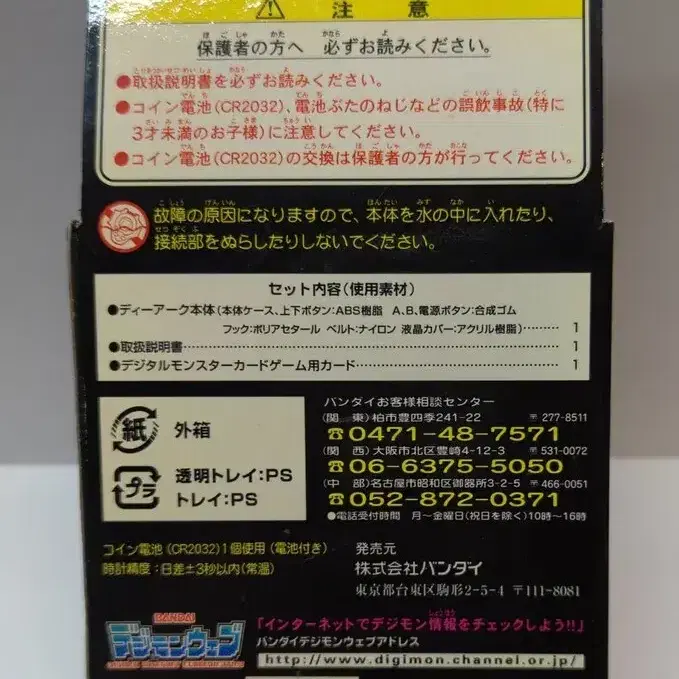 注意
保護者の方へ 必ずお読みください。
●取扱説明書を必ずお読みください。
●コイン電池(CR2032)、電池ぶたのねじなどの誤飲事故(特に
3才未満のお子様)に注意してください。
●コイン電池(CR2032)の交換は保護者の方が行ってください。
故障の原因になりますので、本体を水の中に入れたり、
接続部をぬらしたりしないでください。
セット内容(使用素材)
●ディーアーク本体(本体ケース、上下ボタン:ABS樹脂 A、B、電源ボタン:合成ゴム
フック:ポリアセタール ベルト:ナイロン 液晶カバー:アクリル樹脂)……… 1
●取扱説明書……… 1
●デジタルモンスターカードゲーム用カード……… 1
紙 外箱
プラ 透明トレイ:PS
トレイ:PS
バンダイお客様相談センター
(関 東)柏市豊四季241-22 〒277-8511
☎0471-48-7571
(関 西)大阪市北区豊崎4-12-3 〒531-0072
☎06-6375-5050
(中 部)名古屋市昭和区御器所3-2-5 〒466-0051
☎052-872-0371
●電話受付時間 月〜金曜日(祝日を除く)10時〜16時
コイン電池(CR2032)1個使用(電池付き)
時計精度:日差±3秒以内(常温)
発売元
株式会社バンダイ
東京都台東区駒形2-5-4 〒111-8081
BANDAI
デジモンウェブ
「インターネットでデジモン情報をチェックしよう!!」
バンダイデジモンウェブアドレス
http://www.digimon.channel.or.jp/